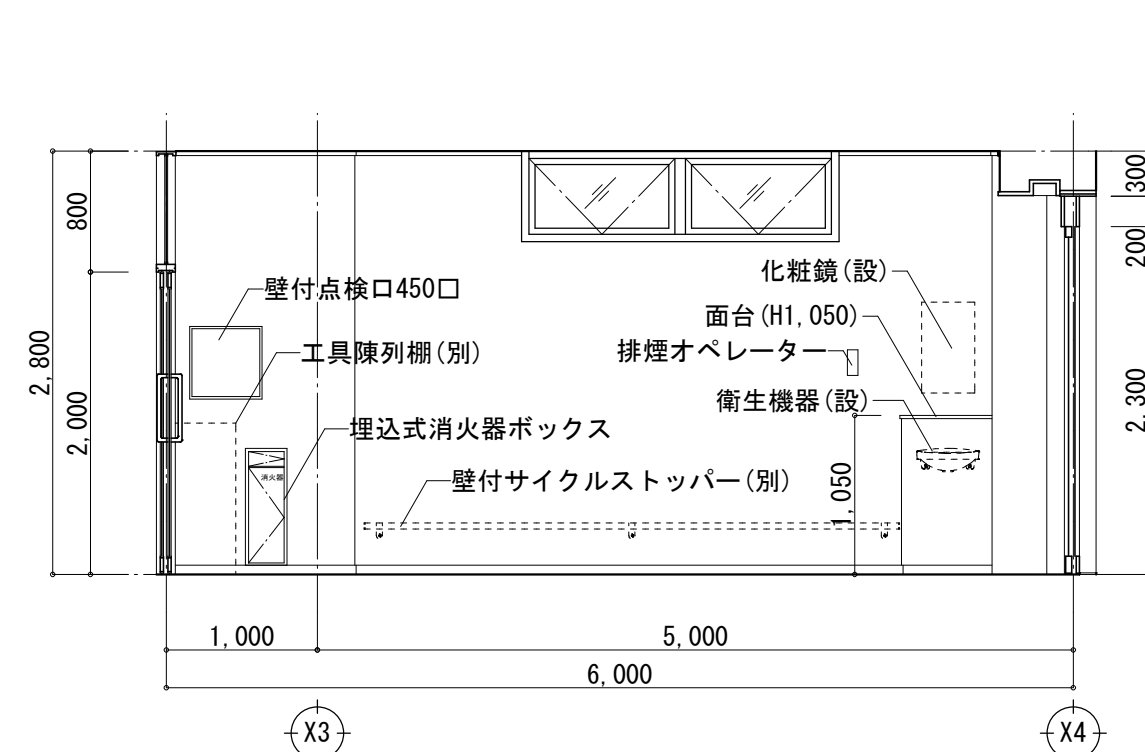 300
800
200
化粧鏡(設)
壁付点検口450□
面台(H1,050)
工具陳列棚(別)
排煙オペレーター
2,800
2,000
2,300
衛生機器(設)
埋込式消火器ボックス
消火器
壁付サイクルストッパー(別)
1,050
1,000
5,000
6,000
X3
X4